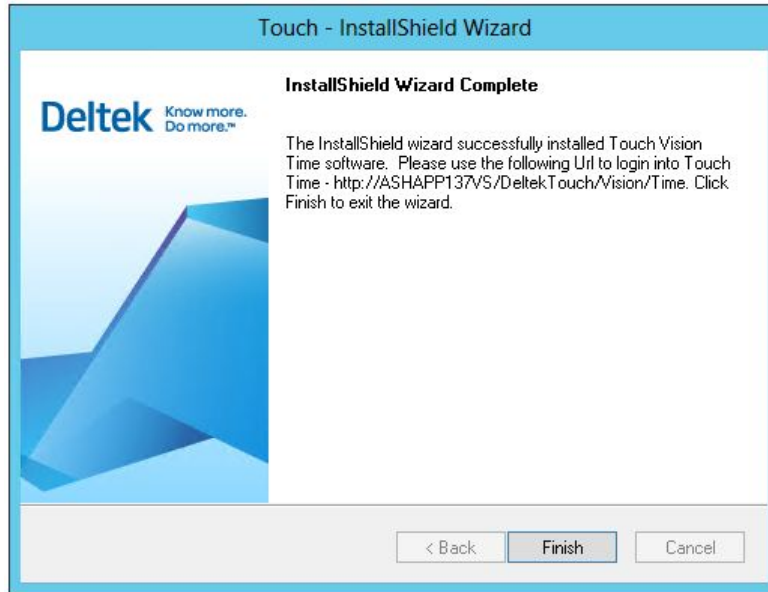 Touch - InstallShield Wizard
Deltek Know more.
Do more.™
InstallShield Wizard Complete
The InstallShield wizard successfully installed Touch Vision
Time software. Please use the following Url to login into Touch
Time - http://ASHAPP137VS/DeltekTouch/Vision/Time. Click
Finish to exit the wizard.
< Back
Finish
Cancel